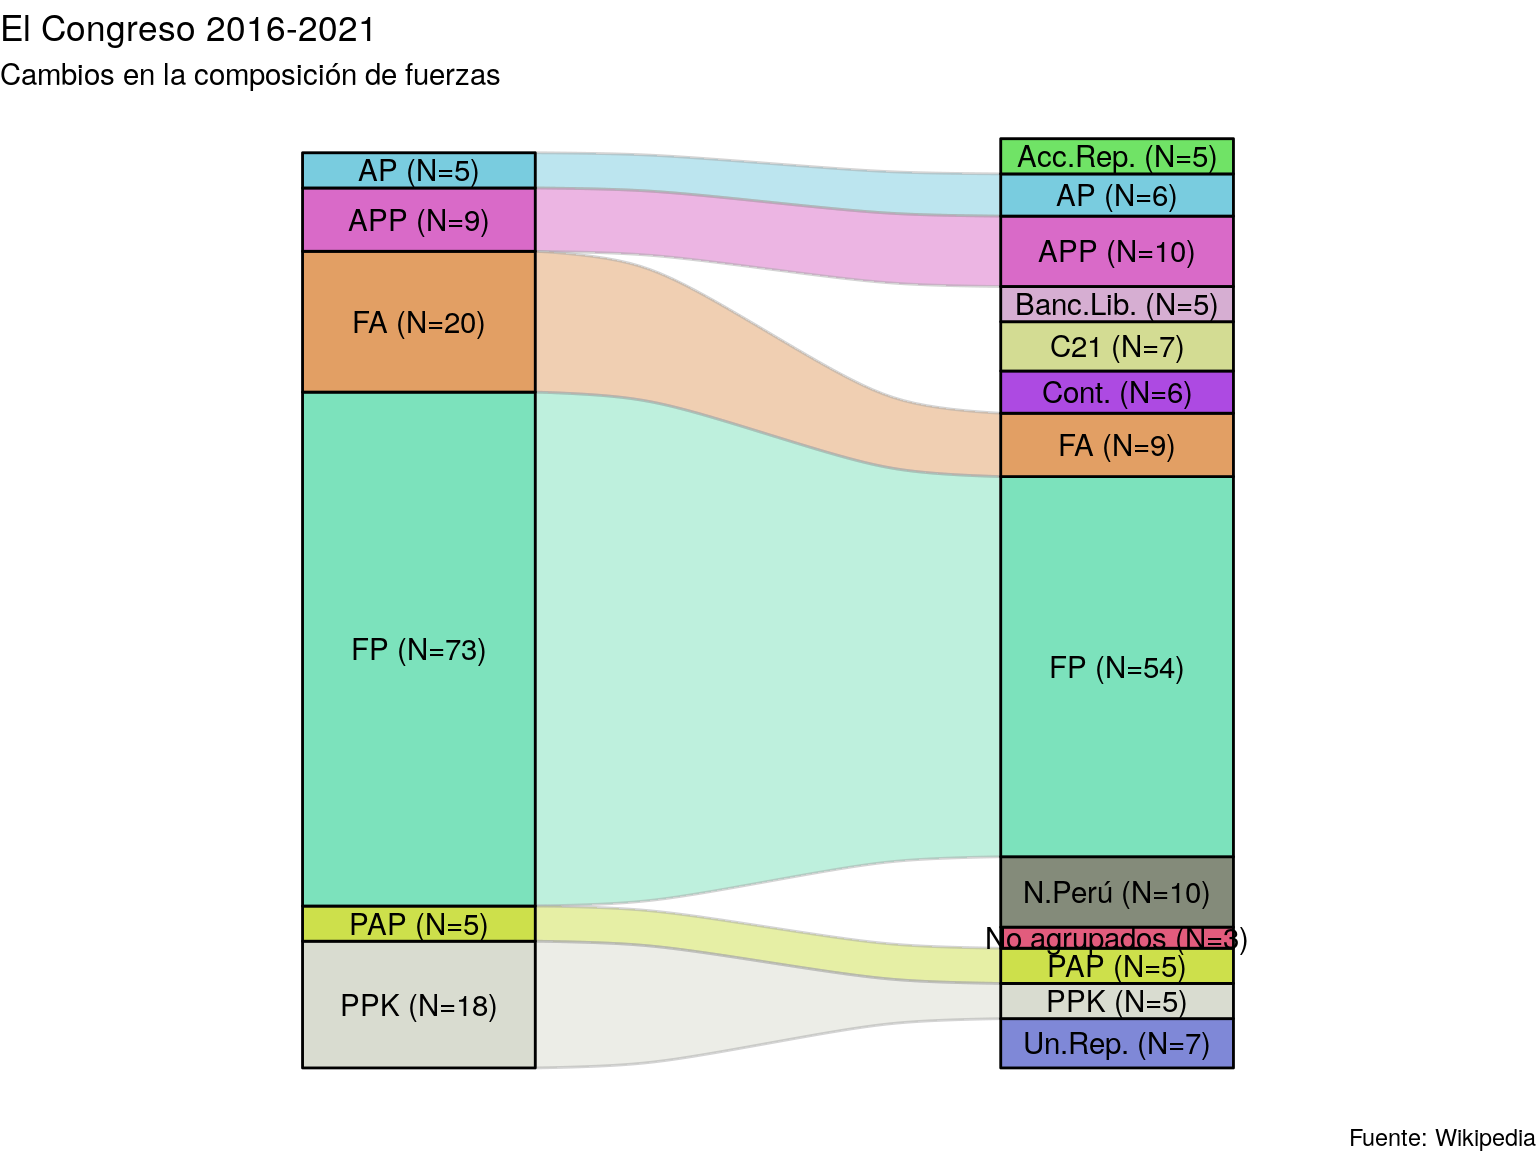 El Congreso 2016-2021
Cambios en la composición de fuerzas
AP (N=5)
APP (N=9)
FA (N=20)
FP (N=73)
PAP (N=5)
PPK (N=18)
Acc.Rep. (N=5)
AP (N=6)
APP (N=10)
Banc.Lib. (N=5)
C21 (N=7)
Cont. (N=6)
FA (N=9)
FP (N=54)
N.Perú (N=10)
No agrupados (N=3)
PAP (N=5)
PPK (N=5)
Un.Rep. (N=7)
Fuente: Wikipedia